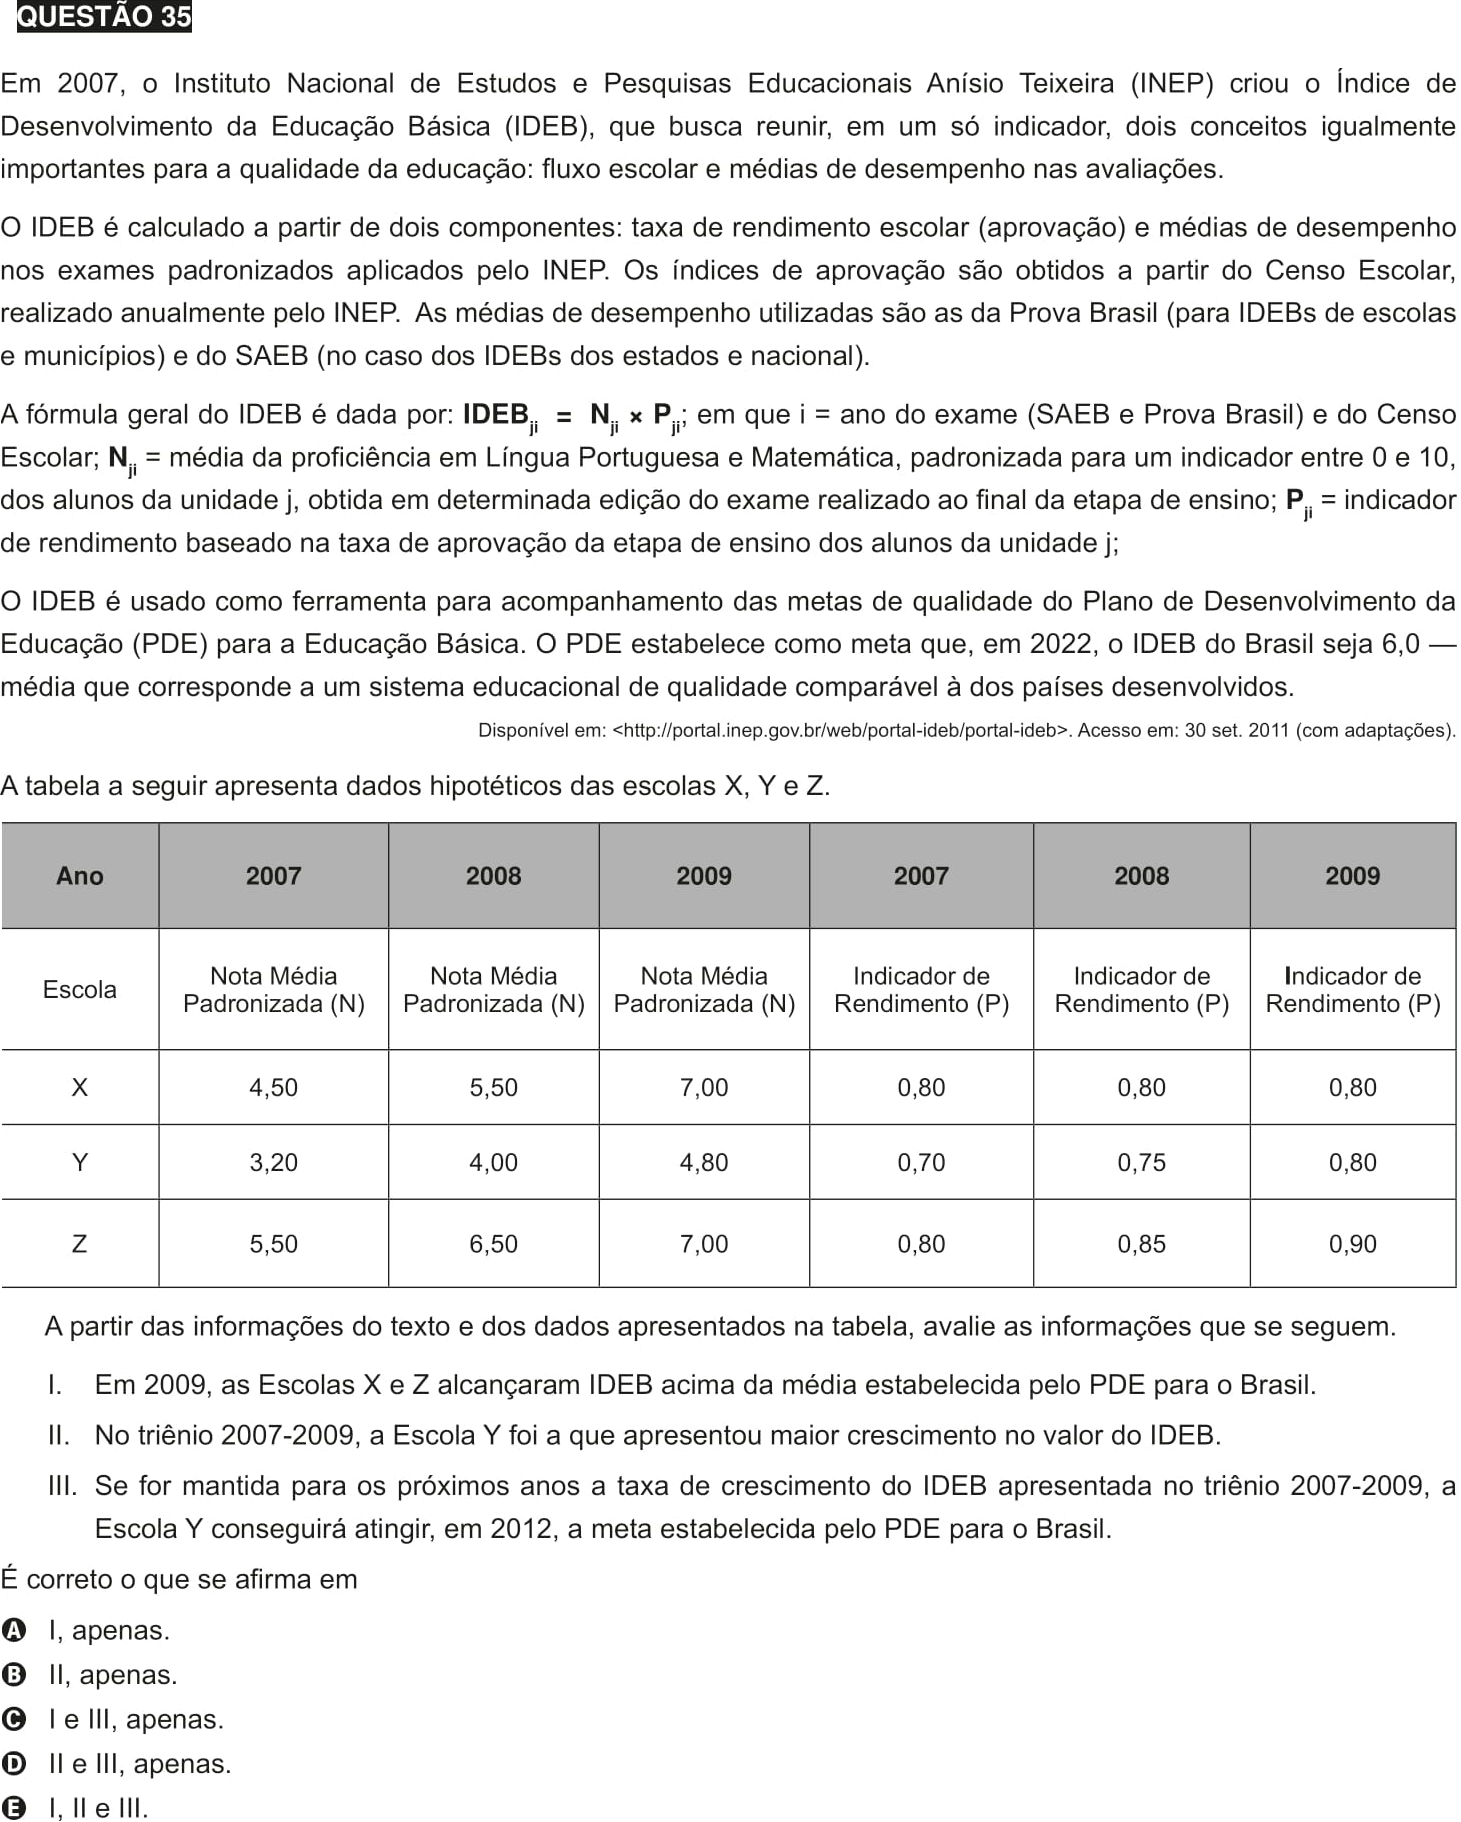 QUESTÃO 35
Em 2007, o Instituto Nacional de Estudos e Pesquisas Educacionais Anísio Teixeira (INEP) criou o Índice de
Desenvolvimento da Educação Básica (IDEB), que busca reunir, em um só indicador, dois conceitos igualmente
importantes para a qualidade da educação: fluxo escolar e médias de desempenho nas avaliações.
O IDEB é calculado a partir de dois componentes: taxa de rendimento escolar (aprovação) e médias de desempenho
nos exames padronizados aplicados pelo INEP. Os índices de aprovação são obtidos a partir do Censo Escolar,
realizado anualmente pelo INEP. As médias de desempenho utilizadas são as da Prova Brasil (para IDEBs de escolas
e municípios) e do SAEB (no caso dos IDEBs dos estados e nacional).
A fórmula geral do IDEB é dada por: IDEBji = Nji × Pji; em que i = ano do exame (SAEB e Prova Brasil) e do Censo
Escolar; Nji = média da proficiência em Língua Portuguesa e Matemática, padronizada para um indicador entre 0 e 10,
dos alunos da unidade j, obtida em determinada edição do exame realizado ao final da etapa de ensino; Pji = indicador
de rendimento baseado na taxa de aprovação da etapa de ensino dos alunos da unidade j;
O IDEB é usado como ferramenta para acompanhamento das metas de qualidade do Plano de Desenvolvimento da
Educação (PDE) para a Educação Básica. O PDE estabelece como meta que, em 2022, o IDEB do Brasil seja 6,0 —
média que corresponde a um sistema educacional de qualidade comparável à dos países desenvolvidos.
Disponível em: <http://portal.inep.gov.br/web/portal-ideb/portal-ideb>. Acesso em: 30 set. 2011 (com adaptações).
A tabela a seguir apresenta dados hipotéticos das escolas X, Y e Z.
Ano 2007 2008 2009 2007 2008 2009
Escola Nota Média Padronizada (N) Nota Média Padronizada (N) Nota Média Padronizada (N) Indicador de Rendimento (P) Indicador de Rendimento (P) Indicador de Rendimento (P)
X 4,50 5,50 7,00 0,80 0,80 0,80
Y 3,20 4,00 4,80 0,70 0,75 0,80
Z 5,50 6,50 7,00 0,80 0,85 0,90
A partir das informações do texto e dos dados apresentados na tabela, avalie as informações que se seguem.
I. Em 2009, as Escolas X e Z alcançaram IDEB acima da média estabelecida pelo PDE para o Brasil.
II. No triênio 2007-2009, a Escola Y foi a que apresentou maior crescimento no valor do IDEB.
III. Se for mantida para os próximos anos a taxa de crescimento do IDEB apresentada no triênio 2007-2009, a
Escola Y conseguirá atingir, em 2012, a meta estabelecida pelo PDE para o Brasil.
É correto o que se afirma em
A I, apenas.
B II, apenas.
C I e III, apenas.
D II e III, apenas.
E I, II e III.